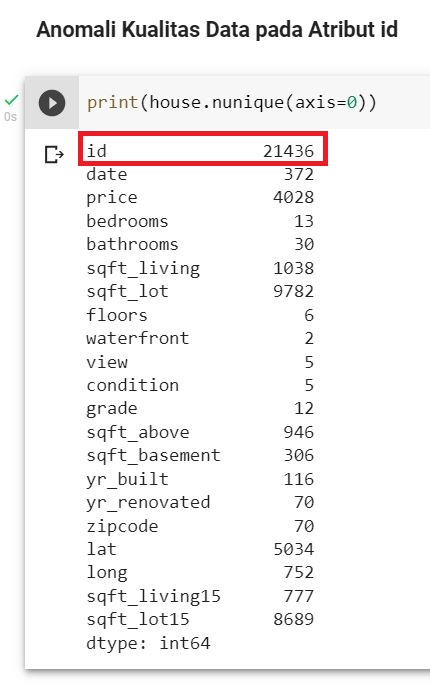 Anomali Kualitas Data pada Atribut id
print(house.nunique(axis=0))
0s
id 21436
date 372
price 4028
bedrooms 13
bathrooms 30
sqft_living 1038
sqft_lot 9782
floors 6
waterfront 2
view 5
condition 5
grade 12
sqft_above 946
sqft_basement 306
yr_built 116
yr_renovated 70
zipcode 70
lat 5034
long 752
sqft_living15 777
sqft_lot15 8689
dtype: int64